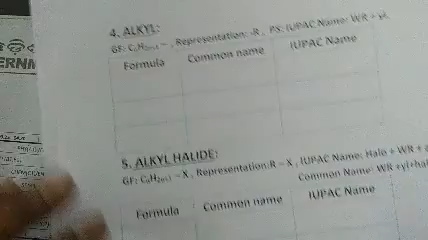 4. ALKYL:
GF: CnH2n+1 − , Representation: -R , PS: IUPAC Name: WR + yl.
Formula Common name IUPAC Name
5. ALKYL HALIDE:
GF: CnH2n+1 − X , Representation:R − X , IUPAC Name: Halo + WR +
Common Name: WR +yl+hal
Formula Common name IUPAC Name